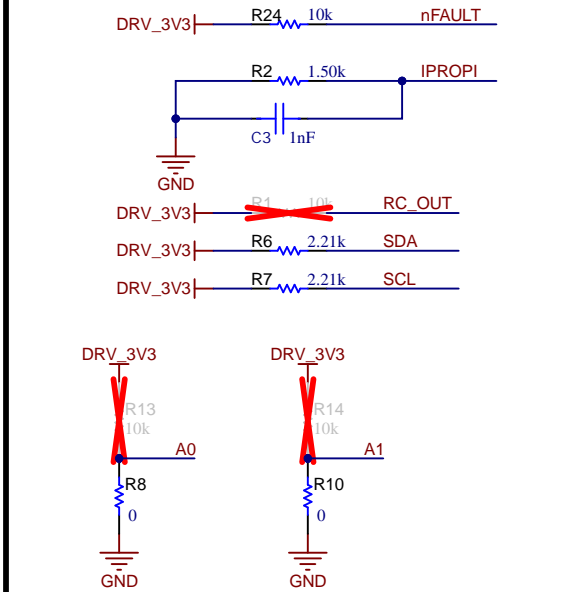 DRV_3V3 R24 10k nFAULT
R2 1.50k IPROPI
C3 1nF
GND
DRV_3V3 R1 10k RC_OUT
DRV_3V3 R6 2.21k SDA
DRV_3V3 R7 2.21k SCL
DRV_3V3 DRV_3V3
R13 R14
10k 10k
A0 A1
R8 R10
0 0
GND GND